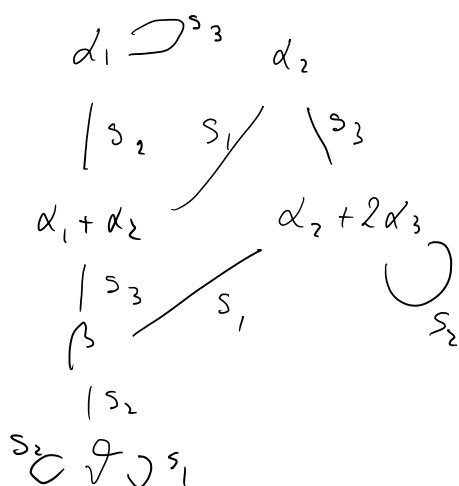 α₁ s₃ α₂
s₂ s₁ s₃
α₁ + α₂ α₂ + 2α₃
s₃ s₁ s₂
β
s₂
s₂ ϑ s₁